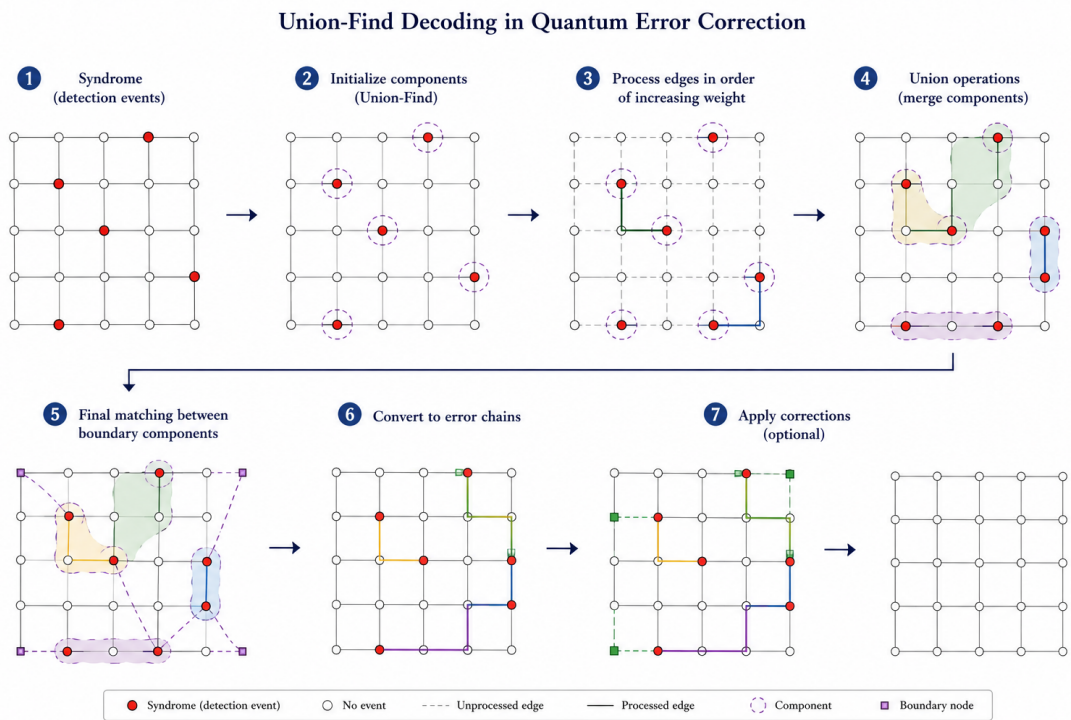 Union-Find Decoding in Quantum Error Correction
1 Syndrome
(detection events)
2 Initialize components
(Union-Find)
3 Process edges in order
of increasing weight
4 Union operations
(merge components)
5 Final matching between
boundary components
6 Convert to error chains
7 Apply corrections
(optional)
Syndrome (detection event) No event Unprocessed edge Processed edge Component Boundary node